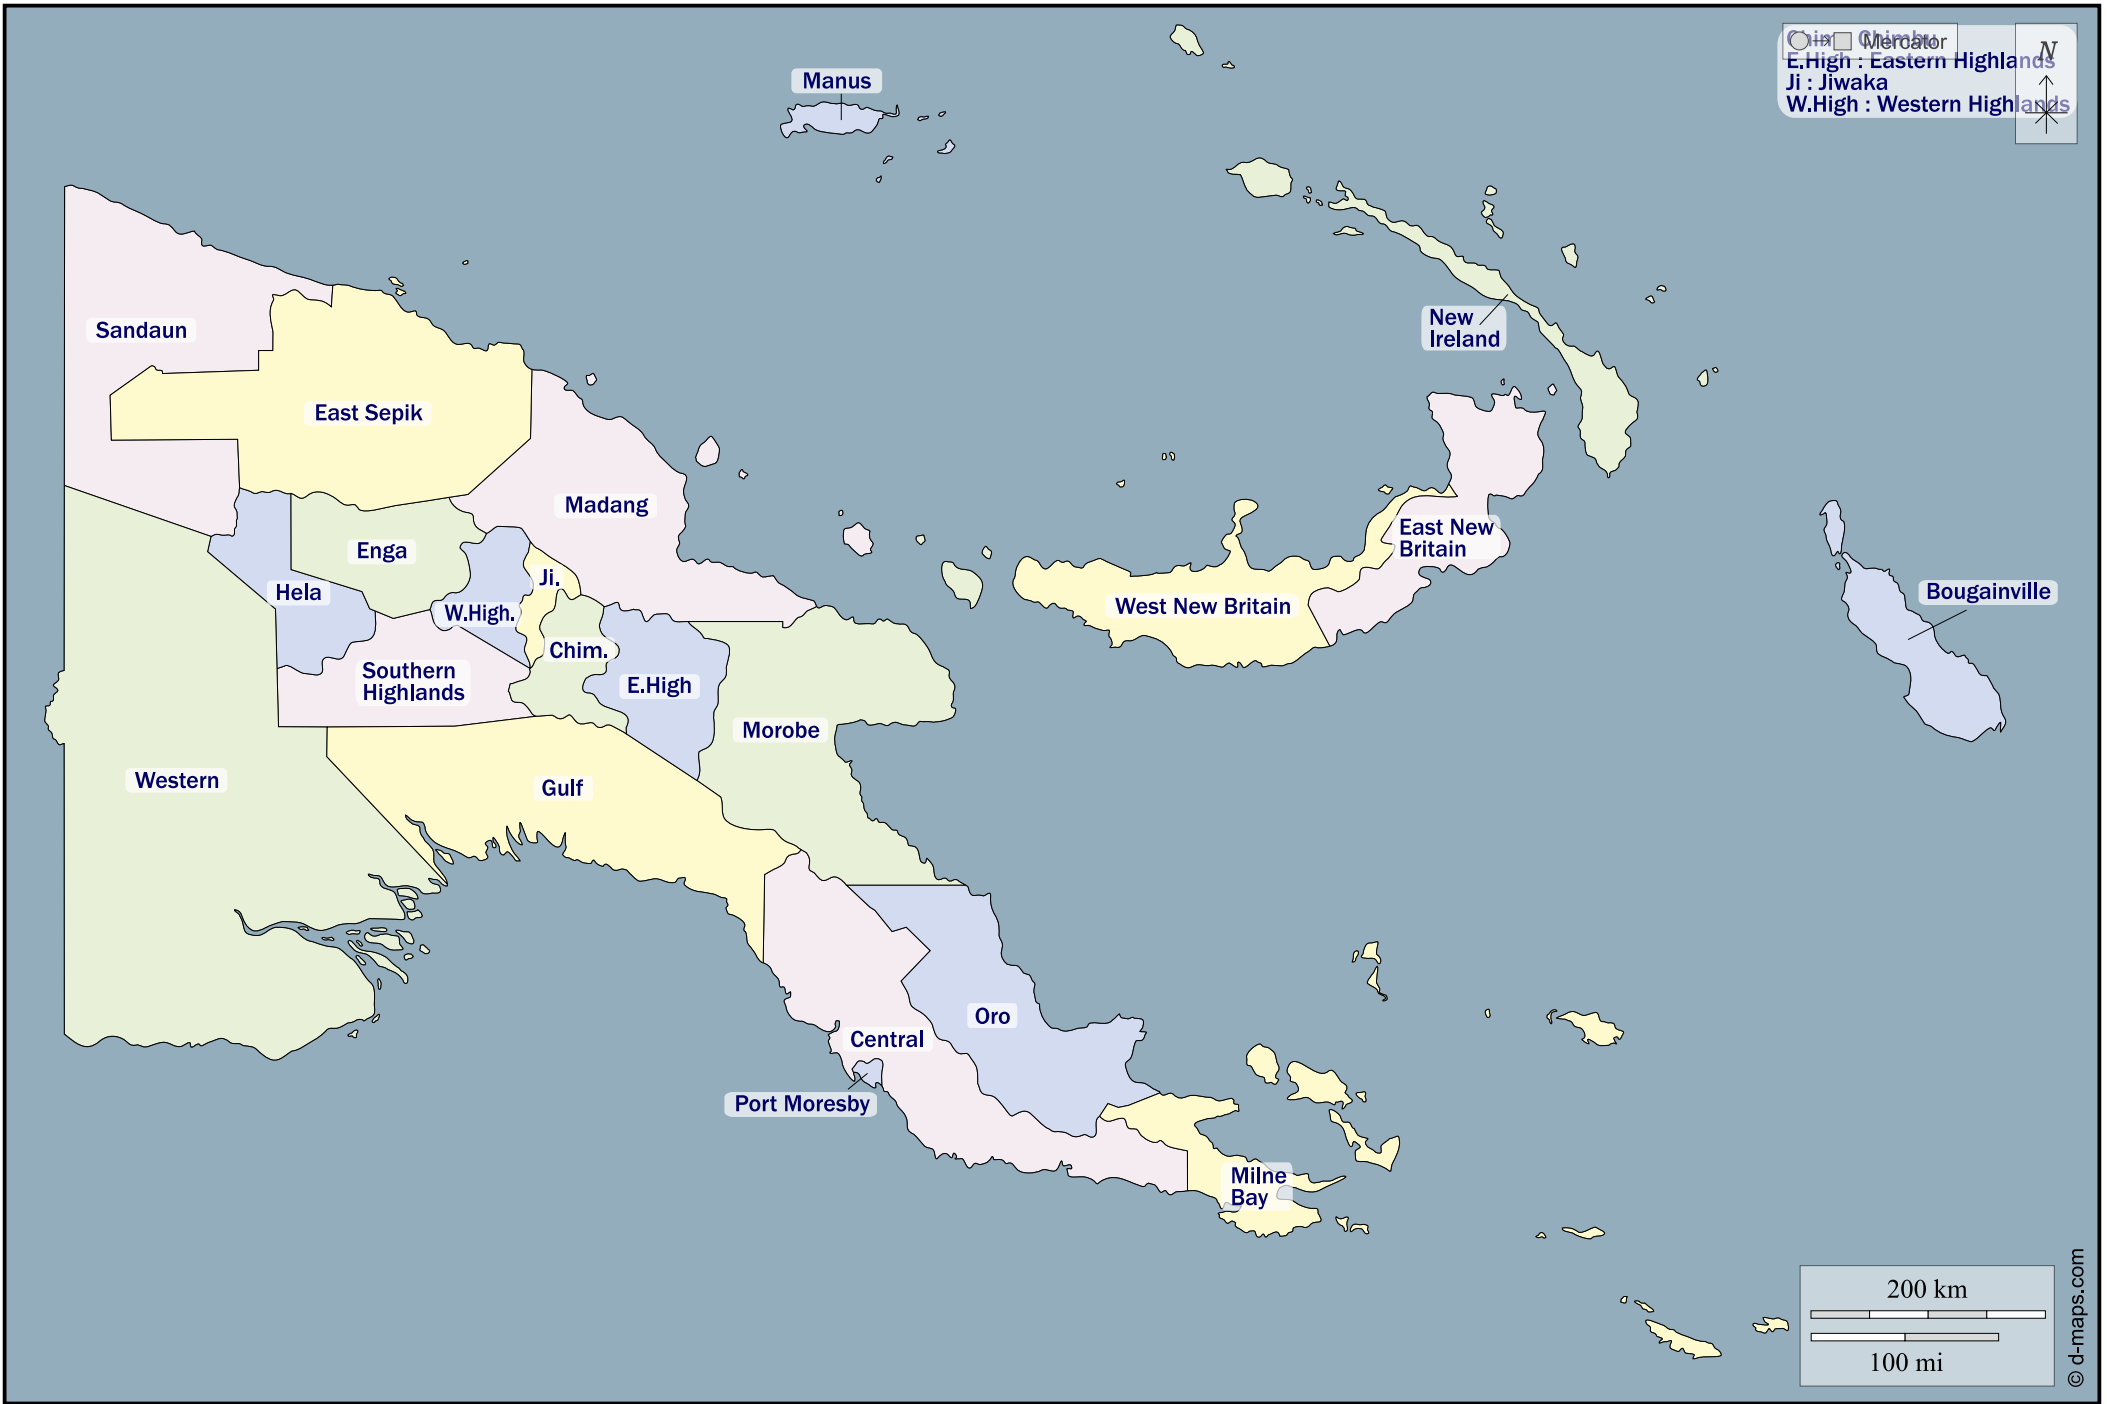 Manus
Chim : Chimbu
Mercator
N
E.High : Eastern Highlands
Ji : Jiwaka
W.High : Western Highlands
Sandaun
New
Ireland
East Sepik
Madang
East New
Britain
Enga
Ji.
Hela
W.High.
West New Britain
Bougainville
Chim.
Southern
Highlands
E.High
Morobe
Western
Gulf
Oro
Central
Port Moresby
Milne
Bay
200 km
100 mi
© d-maps.com